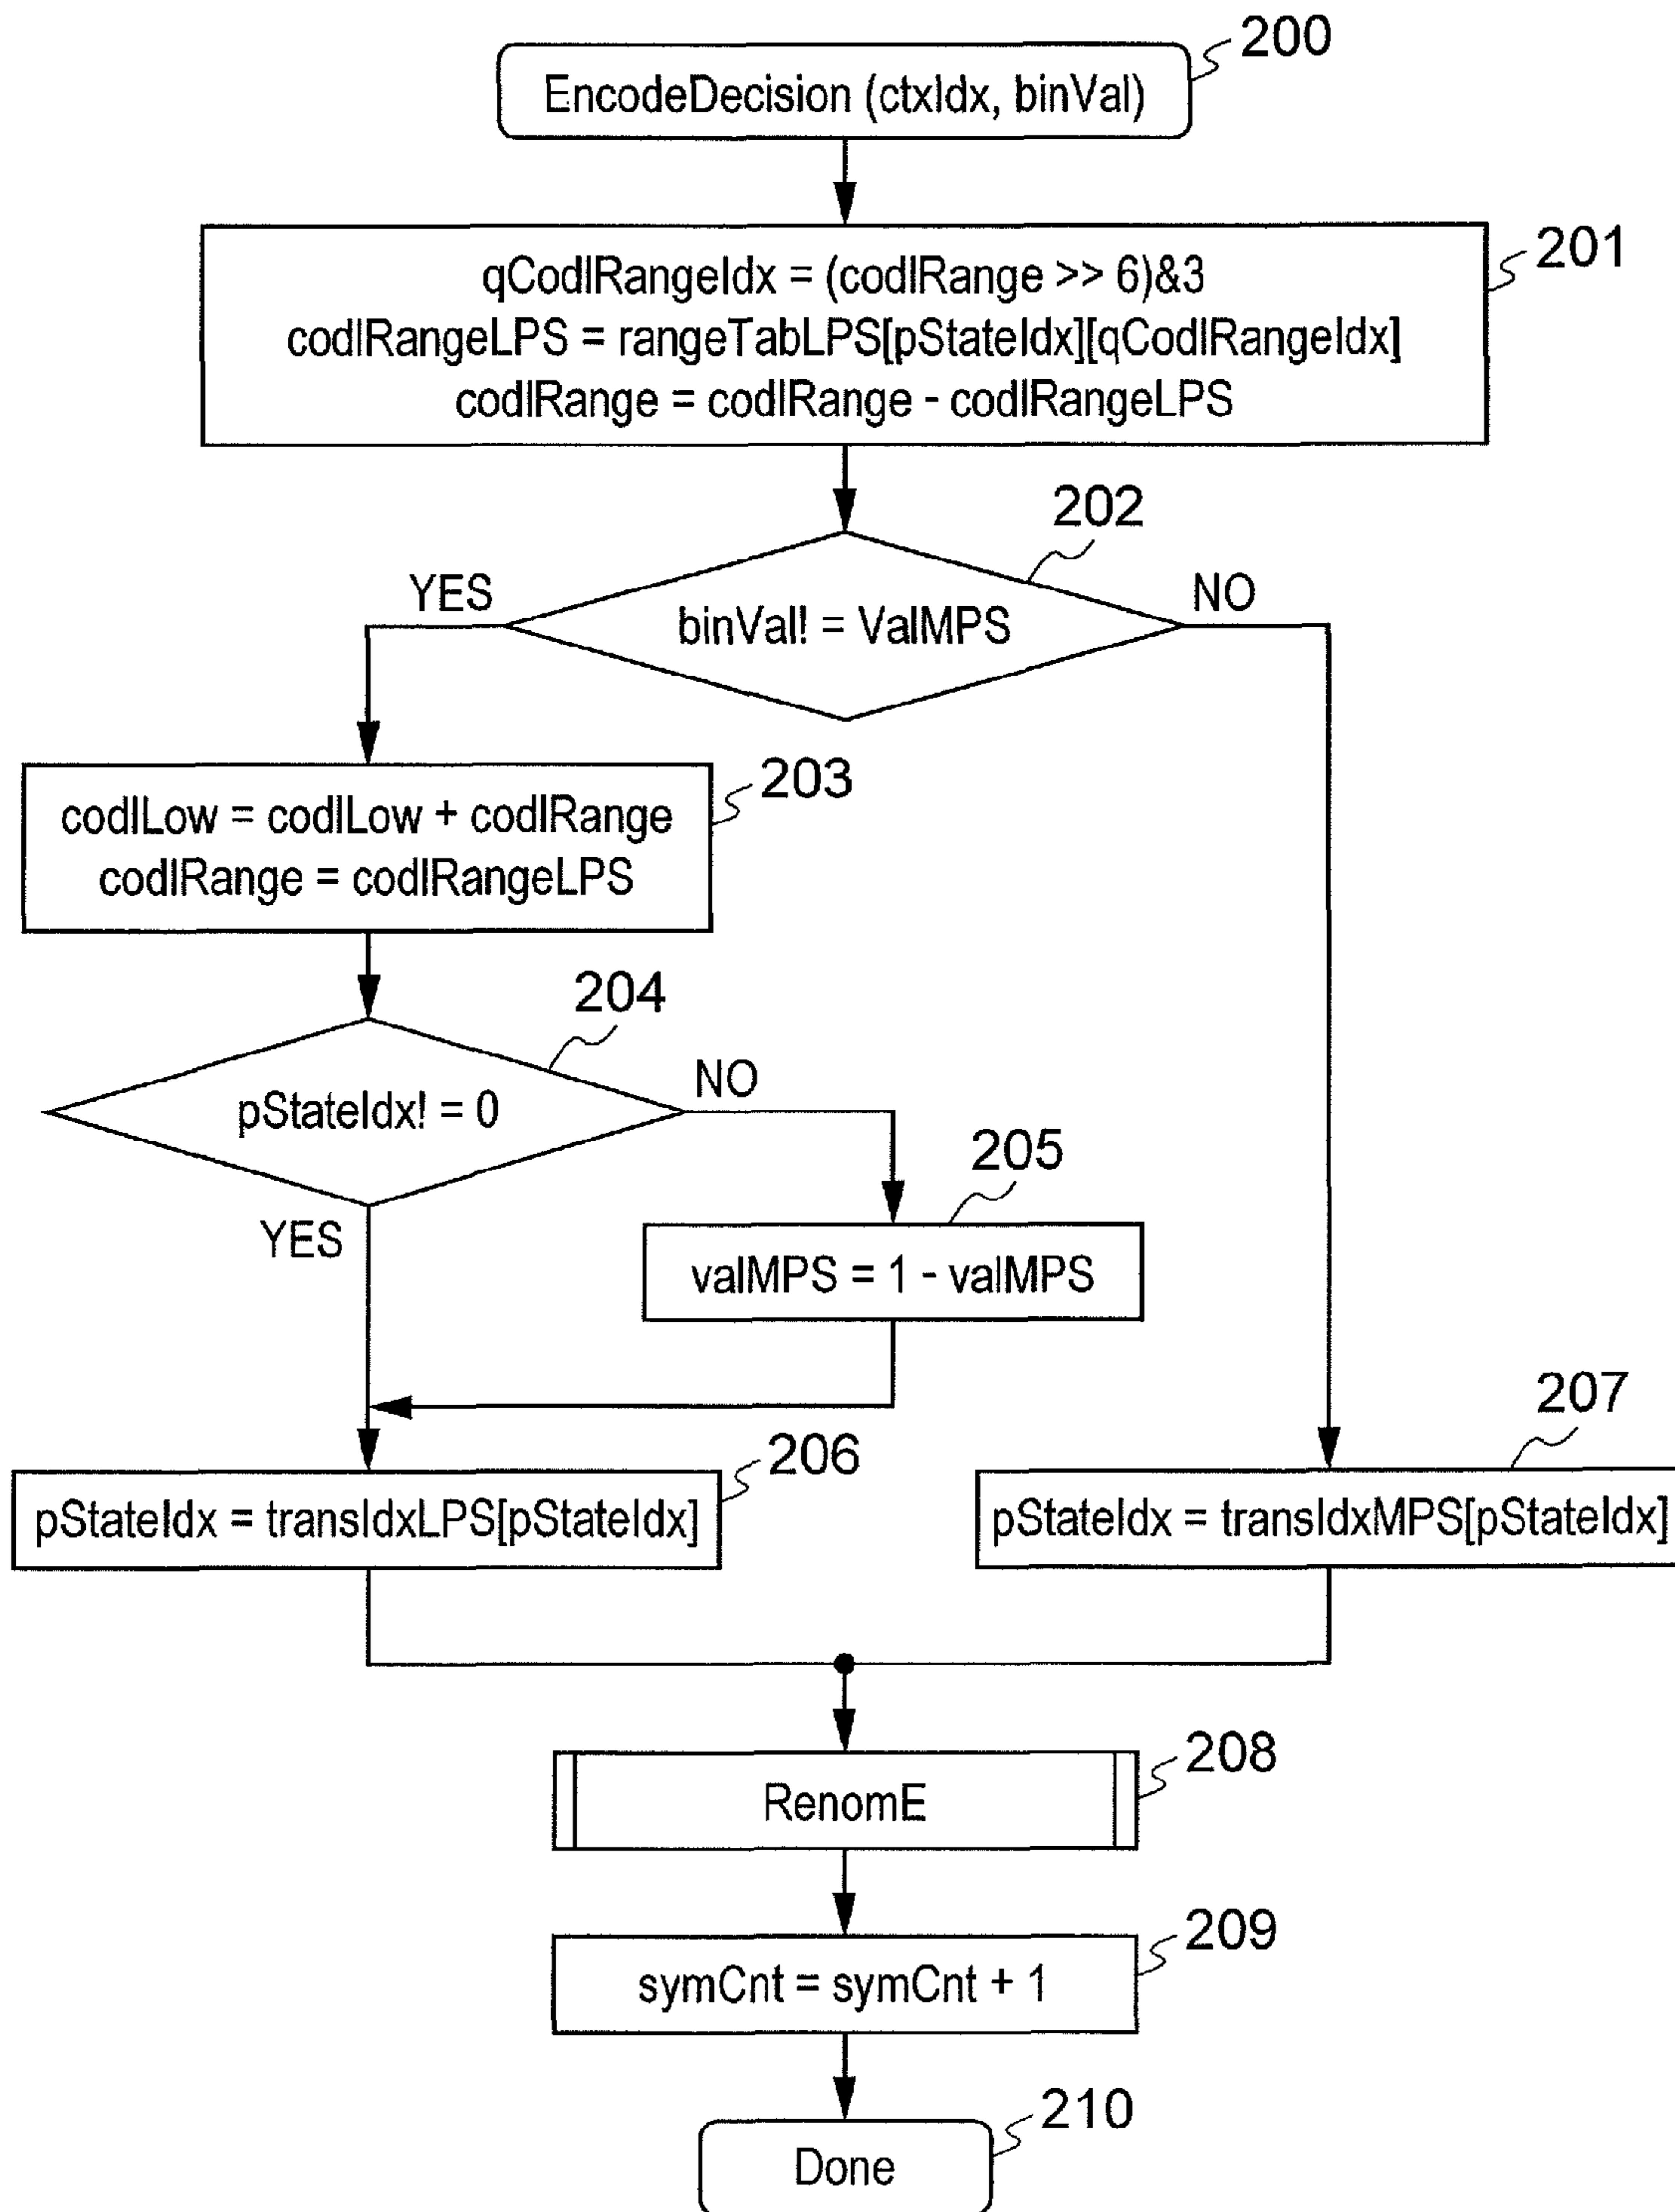 200
EncodeDecision (ctxIdx, binVal)
201
qCodIRangeIdx = (codIRange >> 6)&3
codIRangeLPS = rangeTabLPS[pStateIdx][qCodIRangeIdx]
codIRange = codIRange - codIRangeLPS
202
YES
NO
binVal! = ValMPS
203
codILow = codILow + codIRange
codIRange = codIRangeLPS
204
NO
pStateIdx! = 0
205
YES
valMPS = 1 - valMPS
207
206
pStateIdx = transIdxLPS[pStateIdx]
pStateIdx = transIdxMPS[pStateIdx]
208
RenomE
209
symCnt = symCnt + 1
210
Done